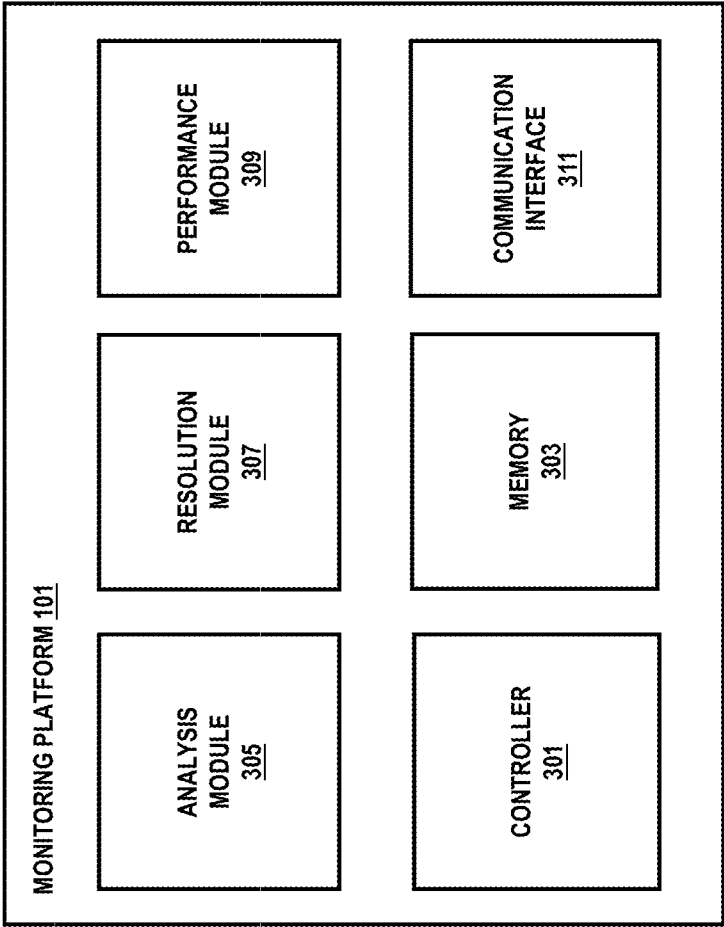 MONITORING PLATFORM 101
ANALYSIS
MODULE
305
RESOLUTION
MODULE
307
PERFORMANCE
MODULE
309
CONTROLLER
301
MEMORY
303
COMMUNICATION
INTERFACE
311